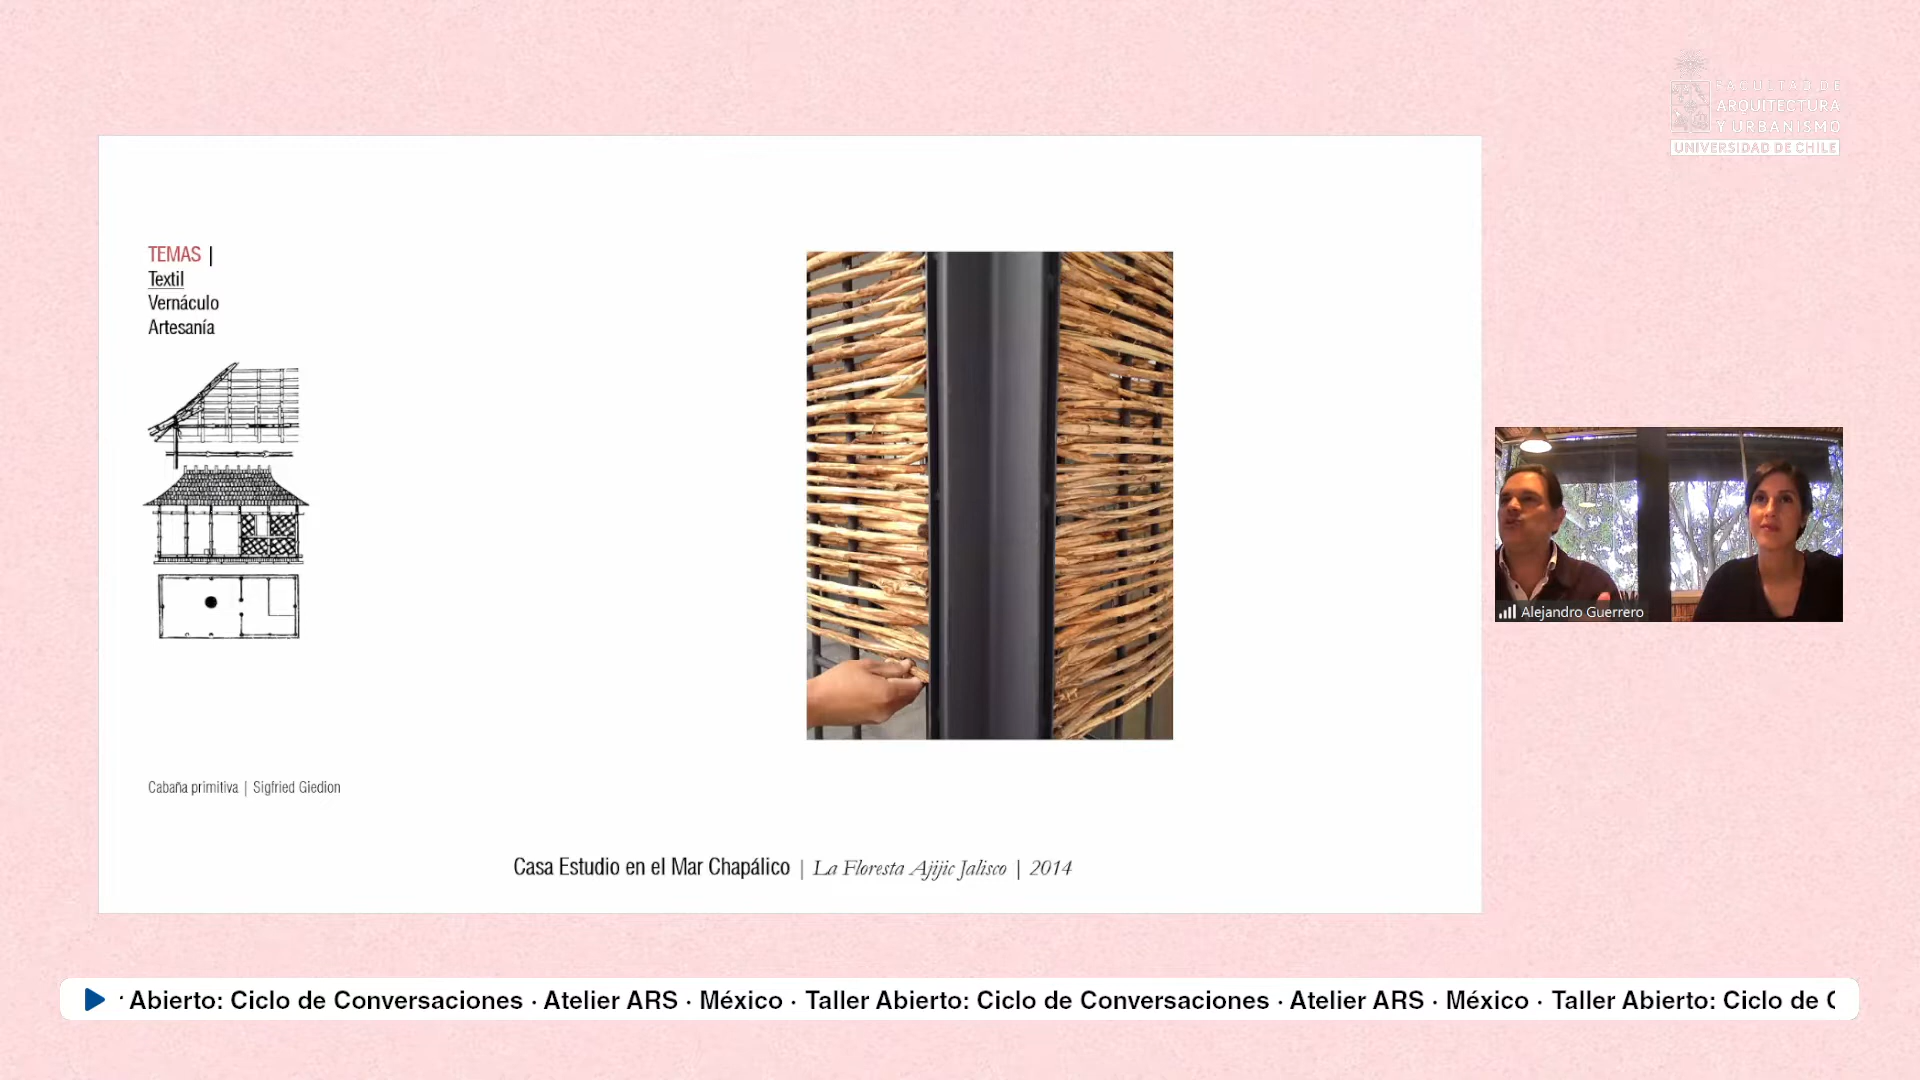 FACULTAD DE
ARQUITECTURA
Y URBANISMO
UNIVERSIDAD DE CHILE
TEMAS |
Textil
Vernáculo
Artesanía
Cabaña primitiva | Sigfried Giedion
Casa Estudio en el Mar Chapálico | La Floresta Ajijic Jalisco | 2014
Alejandro Guerrero
· Abierto: Ciclo de Conversaciones · Atelier ARS · México · Taller Abierto: Ciclo de Conversaciones · Atelier ARS · México · Taller Abierto: Ciclo de C